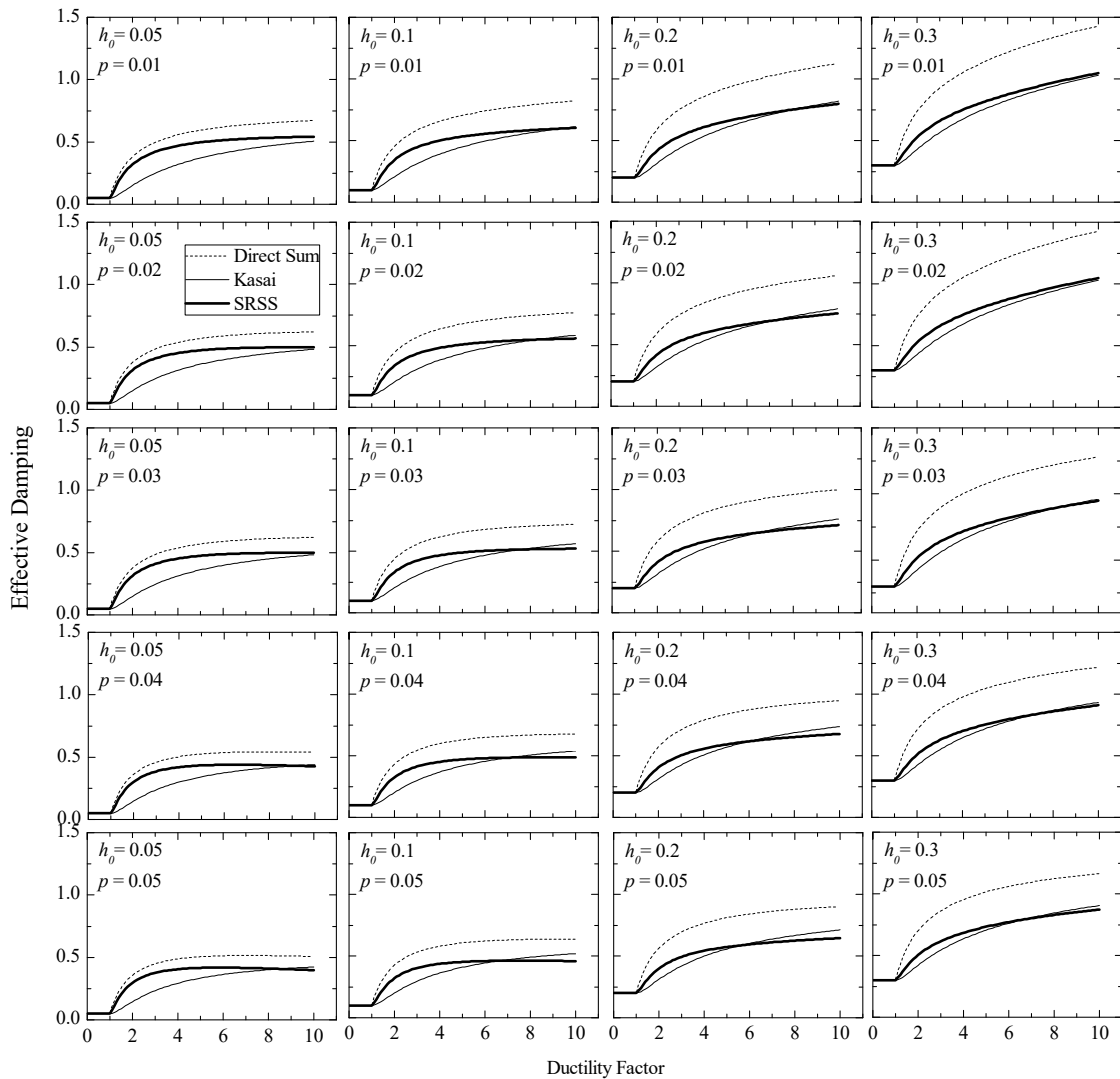 1.5
1.0
0.5
0.0
h0 = 0.05
p = 0.01
h0 = 0.1
p = 0.01
h0 = 0.2
p = 0.01
h0 = 0.3
p = 0.01
1.5
1.0
0.5
0.0
h0 = 0.05
p = 0.02
Direct Sum
Kasai
SRSS
h0 = 0.1
p = 0.02
h0 = 0.2
p = 0.02
h0 = 0.3
p = 0.02
Effective Damping
1.5
1.0
0.5
0.0
h0 = 0.05
p = 0.03
h0 = 0.1
p = 0.03
h0 = 0.2
p = 0.03
h0 = 0.3
p = 0.03
1.5
1.0
0.5
0.0
h0 = 0.05
p = 0.04
h0 = 0.1
p = 0.04
h0 = 0.2
p = 0.04
h0 = 0.3
p = 0.04
1.5
1.0
0.5
0.0
h0 = 0.05
p = 0.05
h0 = 0.1
p = 0.05
h0 = 0.2
p = 0.05
h0 = 0.3
p = 0.05
0 2 4 6 8 10
0 2 4 6 8 10
0 2 4 6 8 10
0 2 4 6 8 10
Ductility Factor